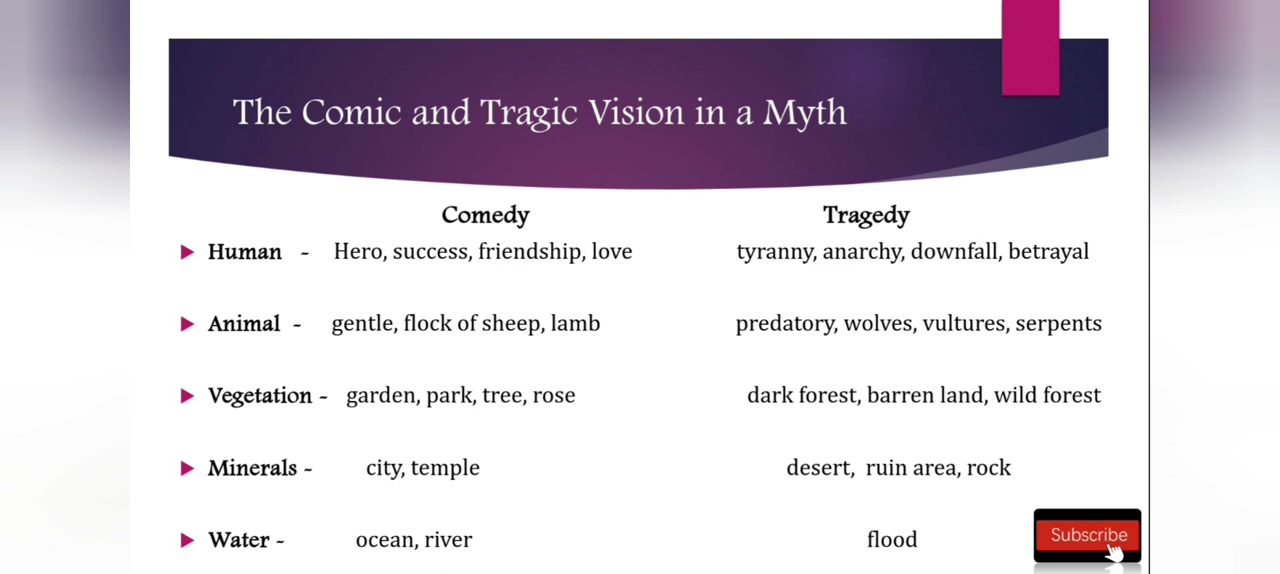 The Comic and Tragic Vision in a Myth
Comedy Tragedy
Human - Hero, success, friendship, love tyranny, anarchy, downfall, betrayal
Animal - gentle, flock of sheep, lamb predatory, wolves, vultures, serpents
Vegetation - garden, park, tree, rose dark forest, barren land, wild forest
Minerals - city, temple desert, ruin area, rock
Water - ocean, river flood
Subscribe